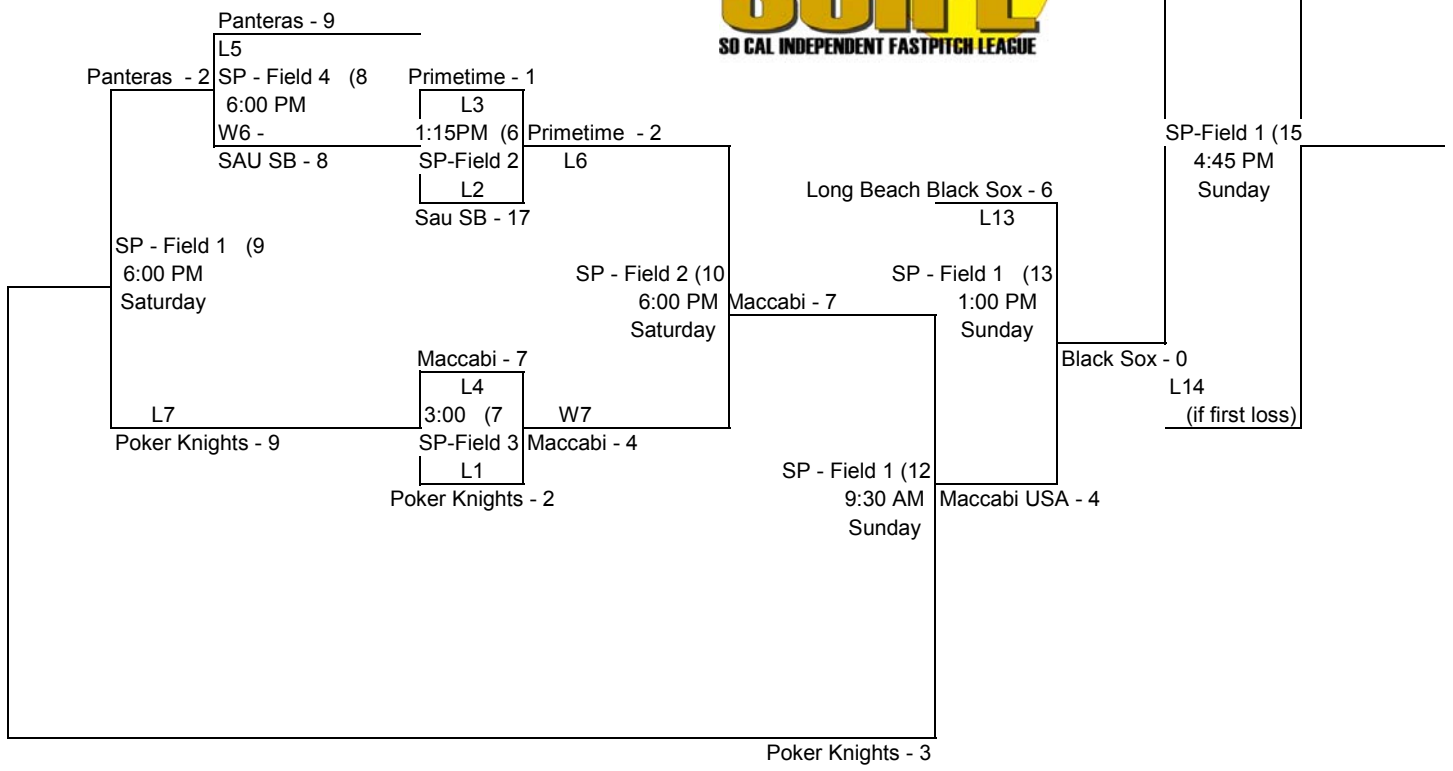 Panteras - 9
SO CAL INDEPENDENT FASTPITCH LEAGUE
L5
Panteras - 2
SP - Field 4 (8
6:00 PM
W6 -
SAU SB - 8
Primetime - 1
L3
1:15PM (6
SP-Field 2
L2
Sau SB - 17
Primetime - 2
L6
SP-Field 1 (15
4:45 PM
Sunday
Long Beach Black Sox - 6
L13
SP - Field 1 (9
6:00 PM
Saturday
SP - Field 2 (10
6:00 PM
Saturday
Maccabi - 7
SP - Field 1 (13
1:00 PM
Sunday
Black Sox - 0
L14
(if first loss)
Maccabi - 7
L4
3:00 (7
SP-Field 3
L1
Poker Knights - 2
W7
Maccabi - 4
L7
Poker Knights - 9
SP - Field 1 (12
9:30 AM
Sunday
Maccabi USA - 4
Poker Knights - 3